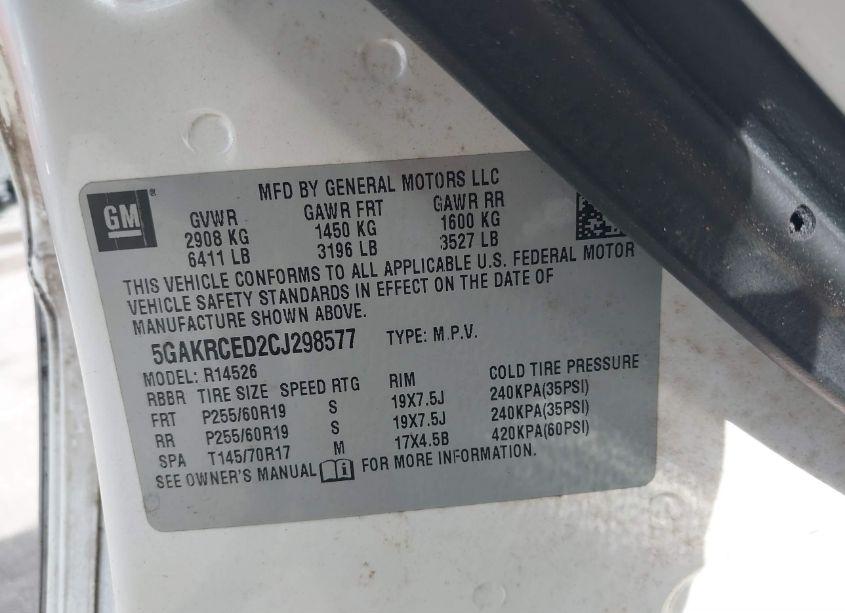 GM ®
MFD BY GENERAL MOTORS LLC
GVWR GAWR FRT GAWR RR
2908 KG 1450 KG 1600 KG
6411 LB 3196 LB 3527 LB
THIS VEHICLE CONFORMS TO ALL APPLICABLE U.S. FEDERAL MOTOR
VEHICLE SAFETY STANDARDS IN EFFECT ON THE DATE OF
MANUFACTURE SHOWN ABOVE.
5GAKRCED2CJ298577 TYPE: M.P.V.
MODEL: R14526
RBBR TIRE SIZE SPEED RTG RIM COLD TIRE PRESSURE
FRT P255/60R19 S 19X7.5J 240KPA(35PSI)
RR P255/60R19 S 19X7.5J 240KPA(35PSI)
SPA T145/70R17 M 17X4.5B 420KPA(60PSI)
SEE OWNER'S MANUAL FOR MORE INFORMATION.